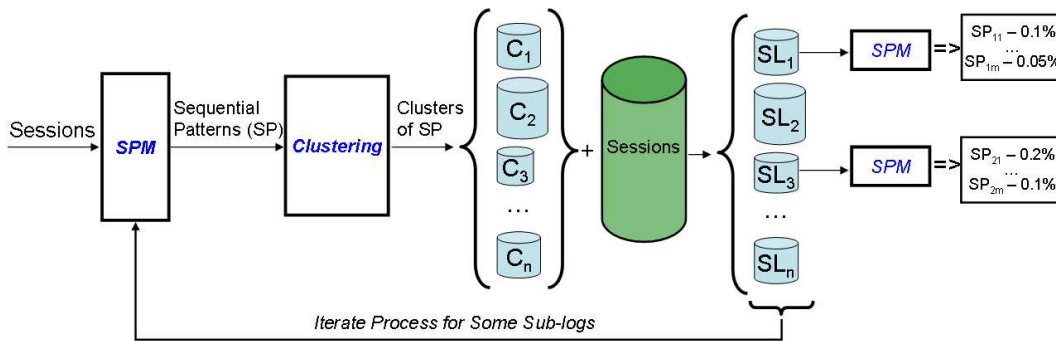 Sessions
SPM
Sequential
Patterns (SP)
Clustering
Clusters
of SP
C1
C2
C3
...
Cn
+
Sessions
SL1
SL2
SL3
...
SLn
SPM
=>
SP11 – 0.1%
...
SP1m – 0.05%
SPM
=>
SP21 – 0.2%
...
SP2m – 0.1%
Iterate Process for Some Sub-logs